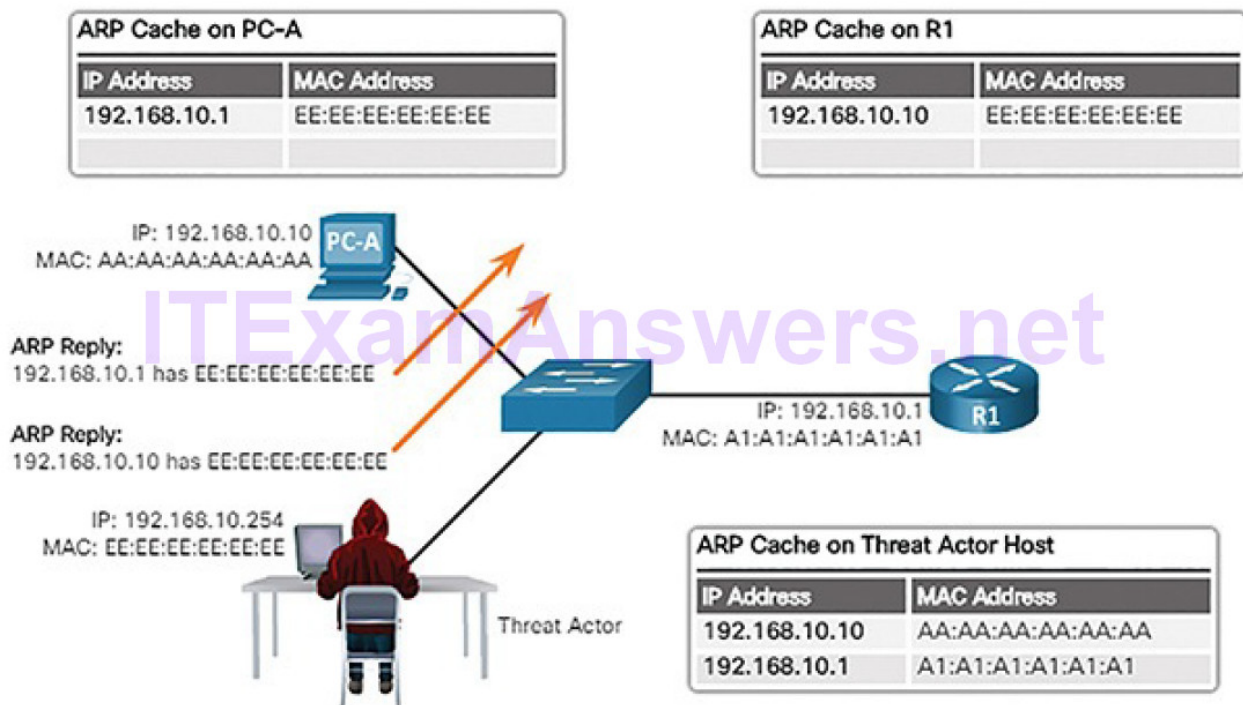 ARP Cache on PC-A
IP Address MAC Address
192.168.10.1 EE:EE:EE:EE:EE:EE
ARP Cache on R1
IP Address MAC Address
192.168.10.10 EE:EE:EE:EE:EE:EE
IP: 192.168.10.10
MAC: AA:AA:AA:AA:AA:AA
PC-A
ITExamAnswers.net
ARP Reply:
192.168.10.1 has EE:EE:EE:EE:EE:EE
ARP Reply:
192.168.10.10 has EE:EE:EE:EE:EE:EE
IP: 192.168.10.1
MAC: A1:A1:A1:A1:A1:A1
R1
IP: 192.168.10.254
MAC: EE:EE:EE:EE:EE:EE
Threat Actor
ARP Cache on Threat Actor Host
IP Address MAC Address
192.168.10.10 AA:AA:AA:AA:AA:AA
192.168.10.1 A1:A1:A1:A1:A1:A1